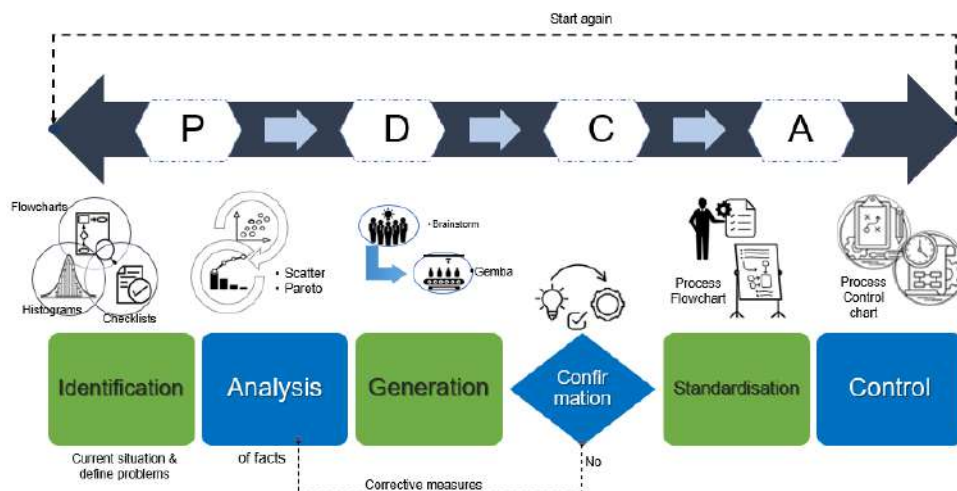 Start again
P
D
C
A
Flowcharts
Histograms
Checklists
• Scatter
• Pareto
• Brainstorm
• Gemba
Process
Flowchart
Process
Control
chart
Identification
Analysis
Generation
Confir
mation
Standardisation
Control
Current situation &
define problems
of facts
No
Corrective measures